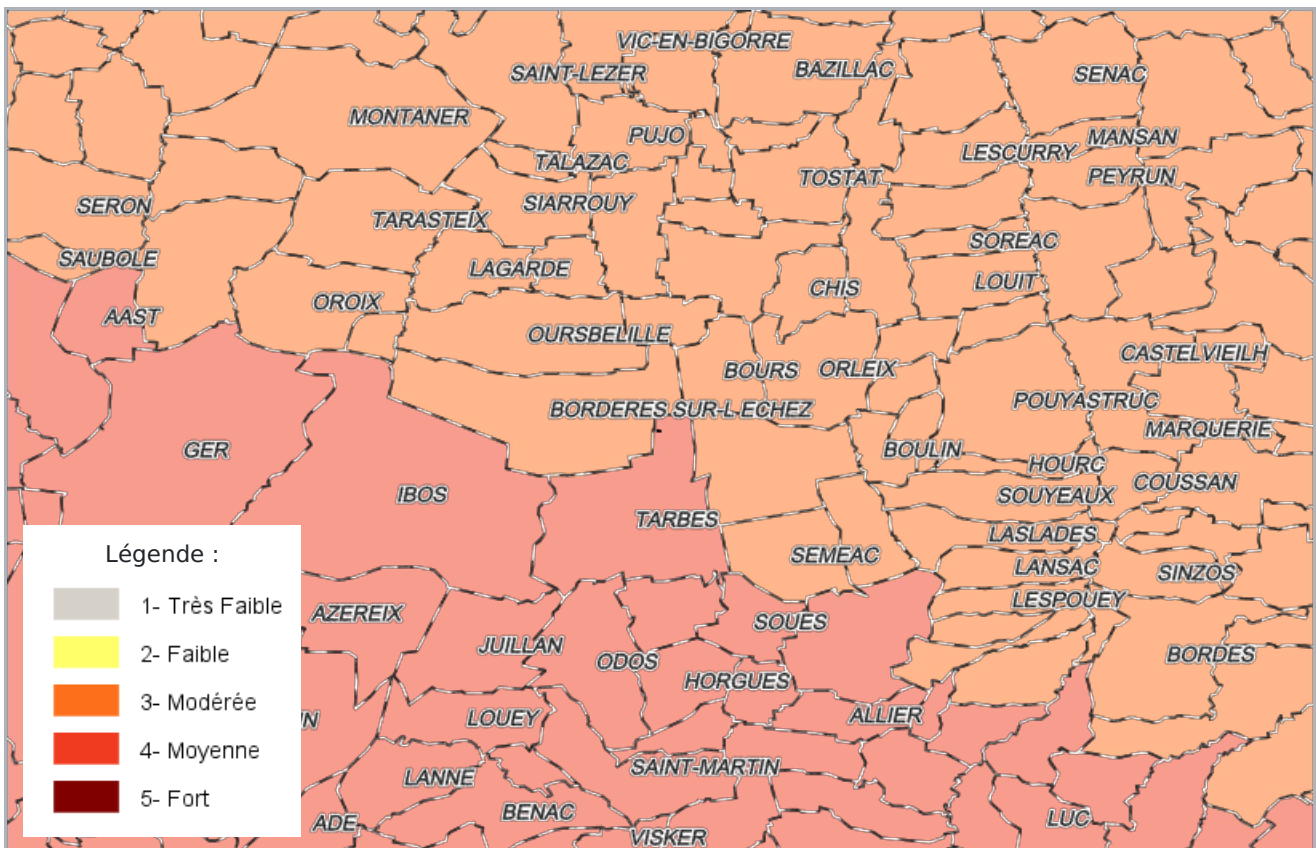 VIC-EN-BIGORRE
SAINT-LEZER
BAZILLAC
SENAC
MONTANER
PUJO
MANSAN
TALAZAC
LESCURRY
TOSTAT
PEYRUN
SERON
TARASTEIX
SIARROUY
SOREAC
SAUBOLE
LAGARDE
LOUIT
AAST
OROIX
CHIS
OURSBELILLE
CASTELVIEILH
BOURS
ORLEIX
BORDERES SUR-L ECHEZ
POUYASTRUC
MARQUERIE
GER
BOULIN
HOURC
IBOS
SOUYEAUX
COUSSAN
TARBES
LASLADES
SEMEAC
LANSAC
SINZOS
LESPOUEY
AZEREIX
SOUES
JUILLAN
ODOS
BORDES
HORGUES
LOUEY
ALLIER
IN
SAINT-MARTIN
LANNE
BENAC
LUC
ADE
VISKER
Légende :
1- Très Faible
2- Faible
3- Modérée
4- Moyenne
5- Fort